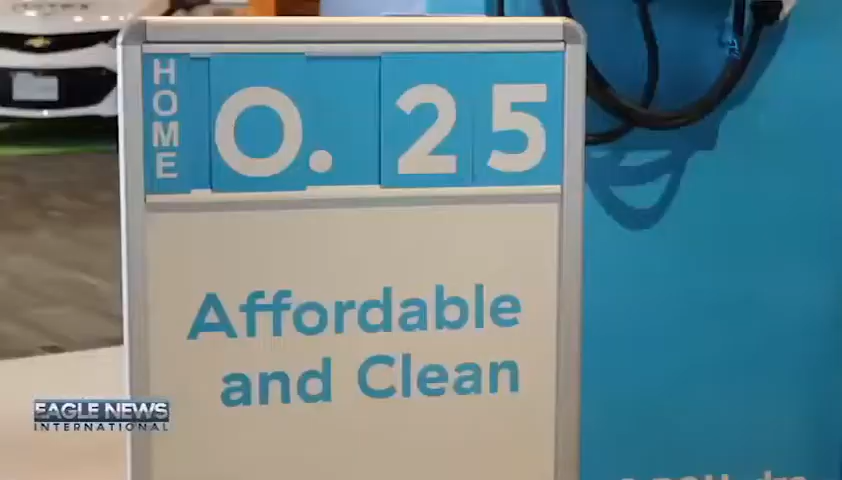 HOME
0. 25
Affordable
and Clean
EAGLE NEWS
INTERNATIONAL